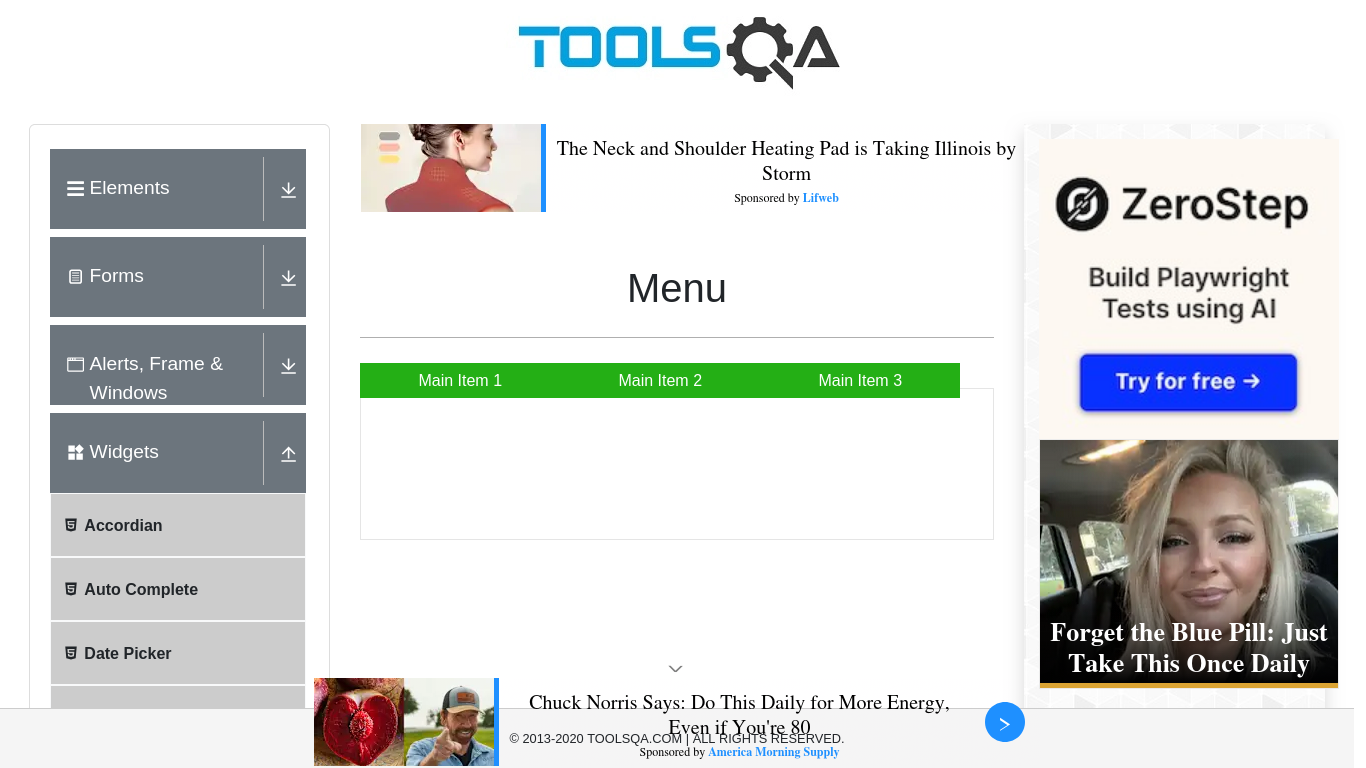 TOOLSQA
Elements
Forms
Alerts, Frame &
Windows
Widgets
Accordian
Auto Complete
Date Picker
The Neck and Shoulder Heating Pad is Taking Illinois by
Storm
Sponsored by Lifweb
Menu
Main Item 1
Main Item 2
Main Item 3
ZeroStep
Build Playwright
Tests using AI
Try for free →
Forget the Blue Pill: Just
Take This Once Daily
Chuck Norris Says: Do This Daily for More Energy,
Even if You're 80
© 2013-2020 TOOLSQA.COM | ALL RIGHTS RESERVED.
Sponsored by America Morning Supply